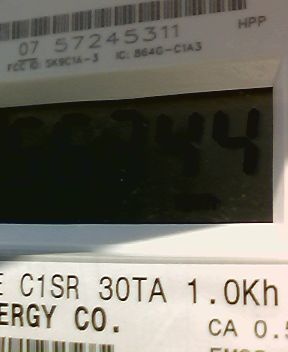 HPP
07 57245311
FCC ID: SK9C1A-3 IC: 864G-C1A3
744
E C1SR 30TA 1.0Kh
ERGY CO.
CA 0.5